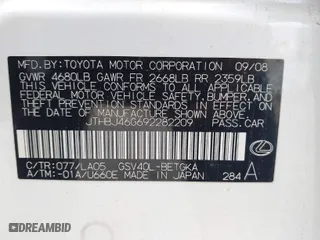 MFD. BY: TOYOTA MOTOR CORPORATION 09/08
GVWR 4680LB GAWR FR 2668LB RR 2359LB
THIS VEHICLE CONFORMS TO ALL APPLICABLE
FEDERAL MOTOR VEHICLE SAFETY, BUMPER, AND
THEFT PREVENTION STANDARDS IN EFFECT ON
THE DATE OF MANUFACTURE SHOWN ABOVE.
JTHBJ46G692282209 PASS. CAR
C/TR: 077/LA05 GSV40L-BETGKA
A/TM: -01A/U660E MADE IN JAPAN 284 A